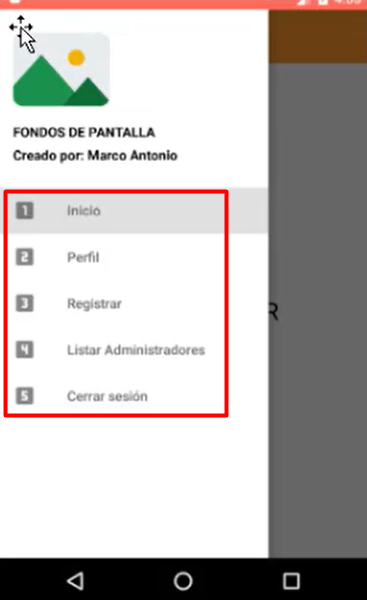 FONDOS DE PANTALLA
Creado por: Marco Antonio
1 Inicio
2 Perfil
3 Registrar
4 Listar Administradores
5 Cerrar sesión
R